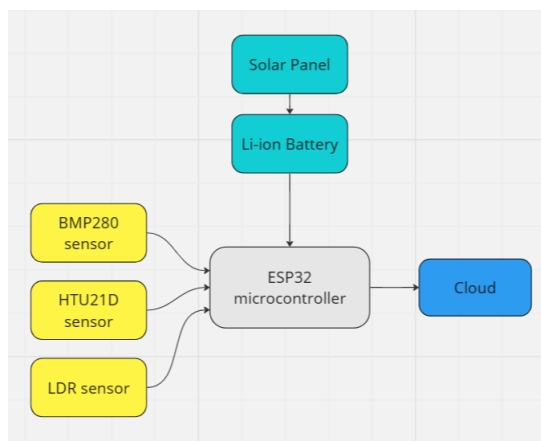 Solar Panel
Li-ion Battery
BMP280
sensor
HTU21D
sensor
LDR sensor
ESP32
microcontroller
Cloud